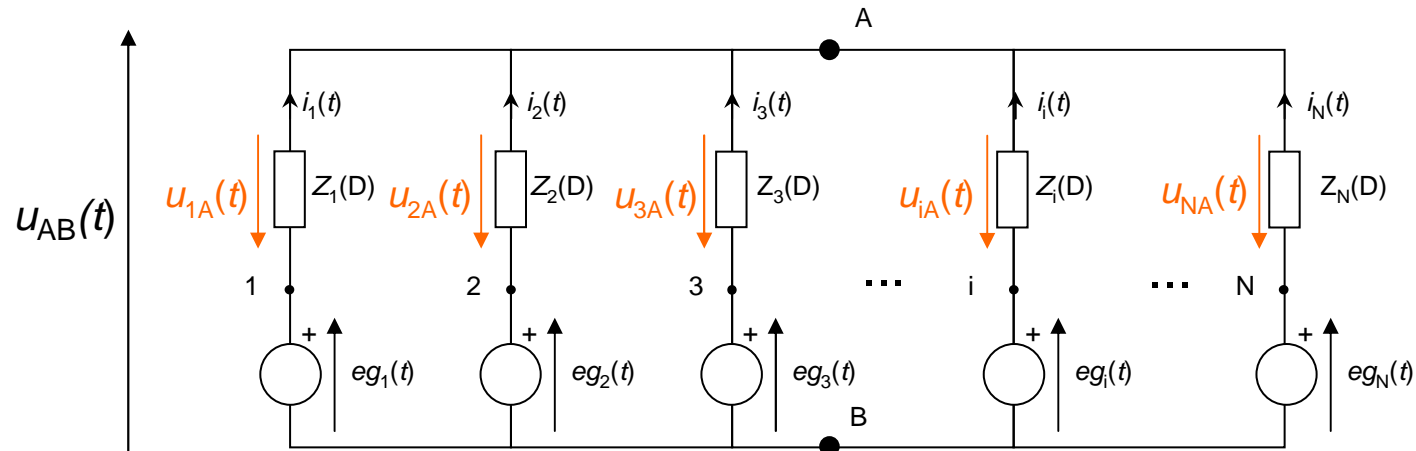 A
i1(t) i2(t) i3(t) ii(t) iN(t)
u1A(t) Z1(D) u2A(t) Z2(D) u3A(t) Z3(D) uiA(t) Zi(D) uNA(t) ZN(D)
uAB(t)
1 2 3 ... i ... N
+ + + + +
eg1(t) eg2(t) eg3(t) egi(t) egN(t)
B